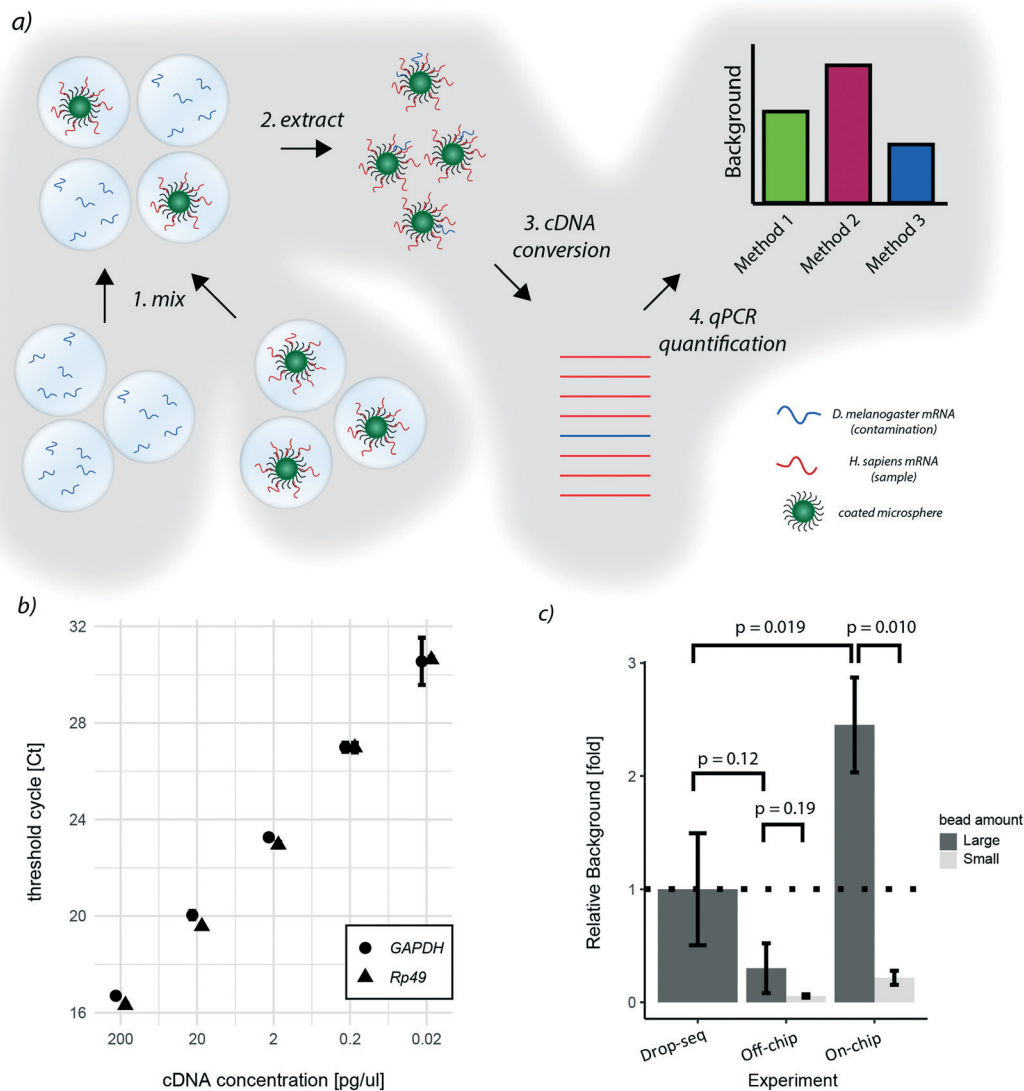 a)
2. extract
3. cDNA
conversion
1. mix
4. qPCR
quantification
Background
Method 1
Method 2
Method 3
D. melanogaster mRNA
(contamination)
H. sapiens mRNA
(sample)
coated microsphere
b)
threshold cycle [Ct]
32
28
24
20
16
200
20
2
0.2
0.02
cDNA concentration [pg/ul]
GAPDH
Rp49
c)
p = 0.019
p = 0.010
p = 0.12
p = 0.19
Relative Background [fold]
3
2
1
0
Drop-seq
Off-chip
On-chip
Experiment
bead amount
Large
Small